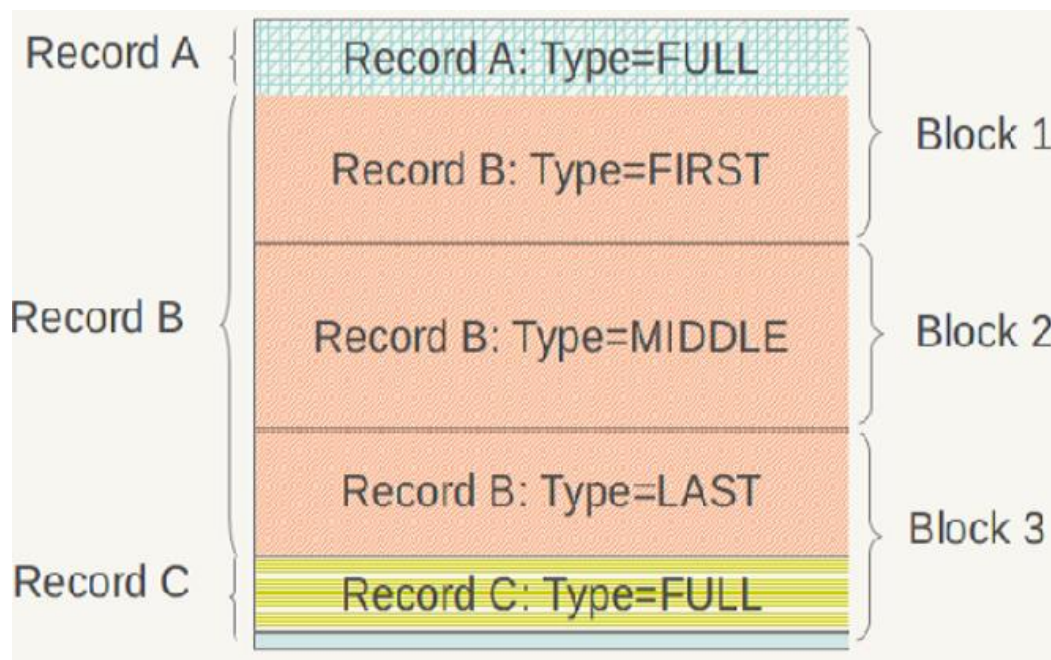 Record A
Record A: Type=FULL
Block 1
Record B: Type=FIRST
Record B
Record B: Type=MIDDLE
Block 2
Record B: Type=LAST
Block 3
Record C
Record C: Type=FULL